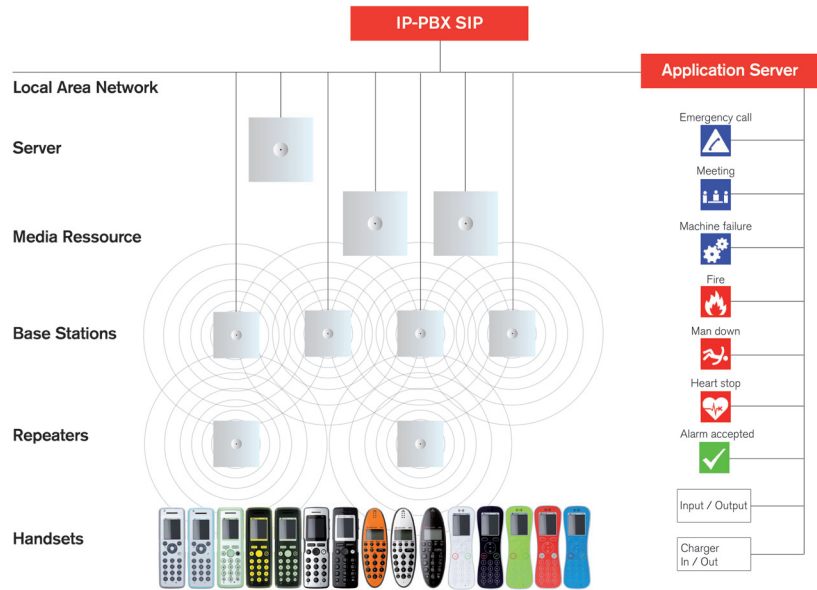 IP-PBX SIP
Application Server
Local Area Network
Server
Media Ressource
Base Stations
Repeaters
Handsets
Emergency call
Meeting
Machine failure
Fire
Man down
Heart stop
Alarm accepted
Input / Output
Charger
In / Out